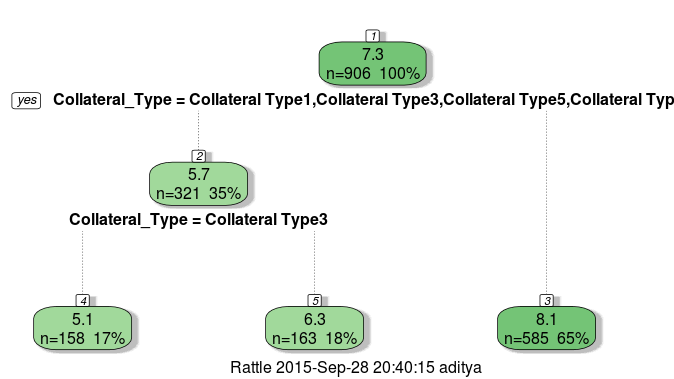 1
7.3
n=906 100%
yes Collateral_Type = Collateral Type1,Collateral Type3,Collateral Type5,Collateral Typ
2
5.7
n=321 35%
Collateral_Type = Collateral Type3
4 5 3
5.1 6.3 8.1
n=158 17% n=163 18% n=585 65%
Rattle 2015-Sep-28 20:40:15 aditya